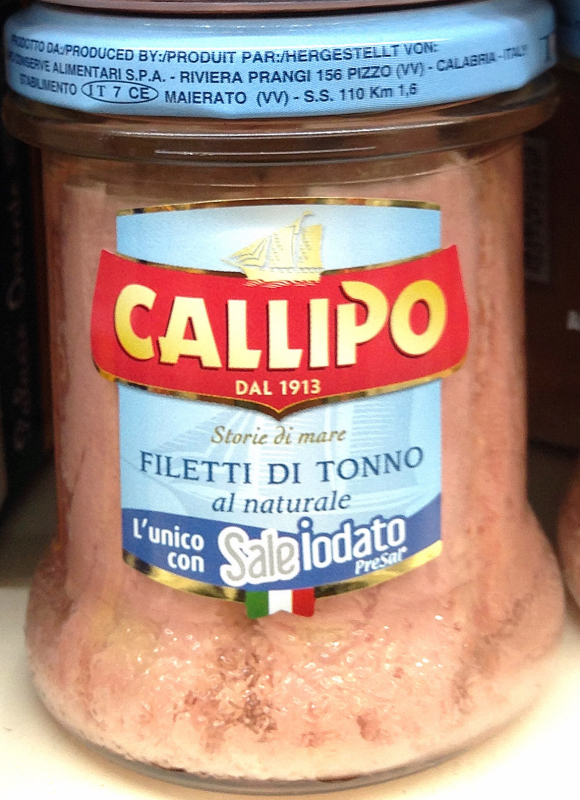 PRODOTTO DA:/PRODUCED BY:/PRODUIT PAR:/HERGESTELLT VON:
CONSERVE ALIMENTARI S.P.A. - RIVIERA PRANGI 156 PIZZO (VV) - CALABRIA - ITALY
STABILIMENTO IT 7 CE MAIERATO (VV) - S.S. 110 Km 1,6
CALLIPO
DAL 1913
Storie di mare
FILETTI DI TONNO
al naturale
L'unico
con
Sale iodato
PreSal®